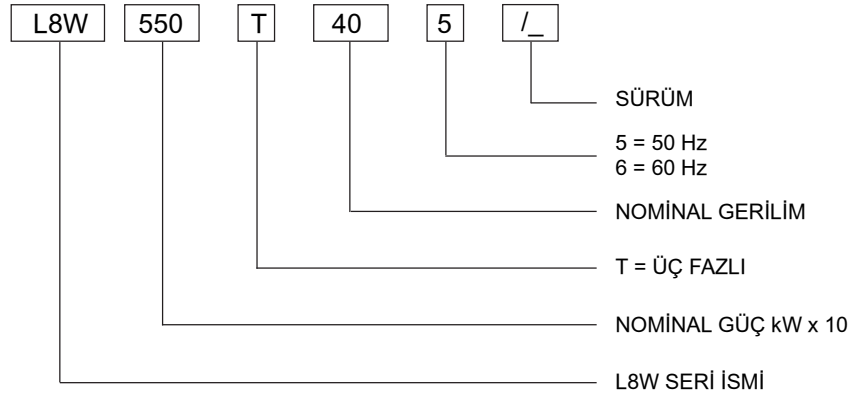 L8W 550 T 40 5 /_
SÜRÜM
5 = 50 Hz
6 = 60 Hz
NOMİNAL GERİLİM
T = ÜÇ FAZLI
NOMİNAL GÜÇ kW x 10
L8W SERİ İSMİ